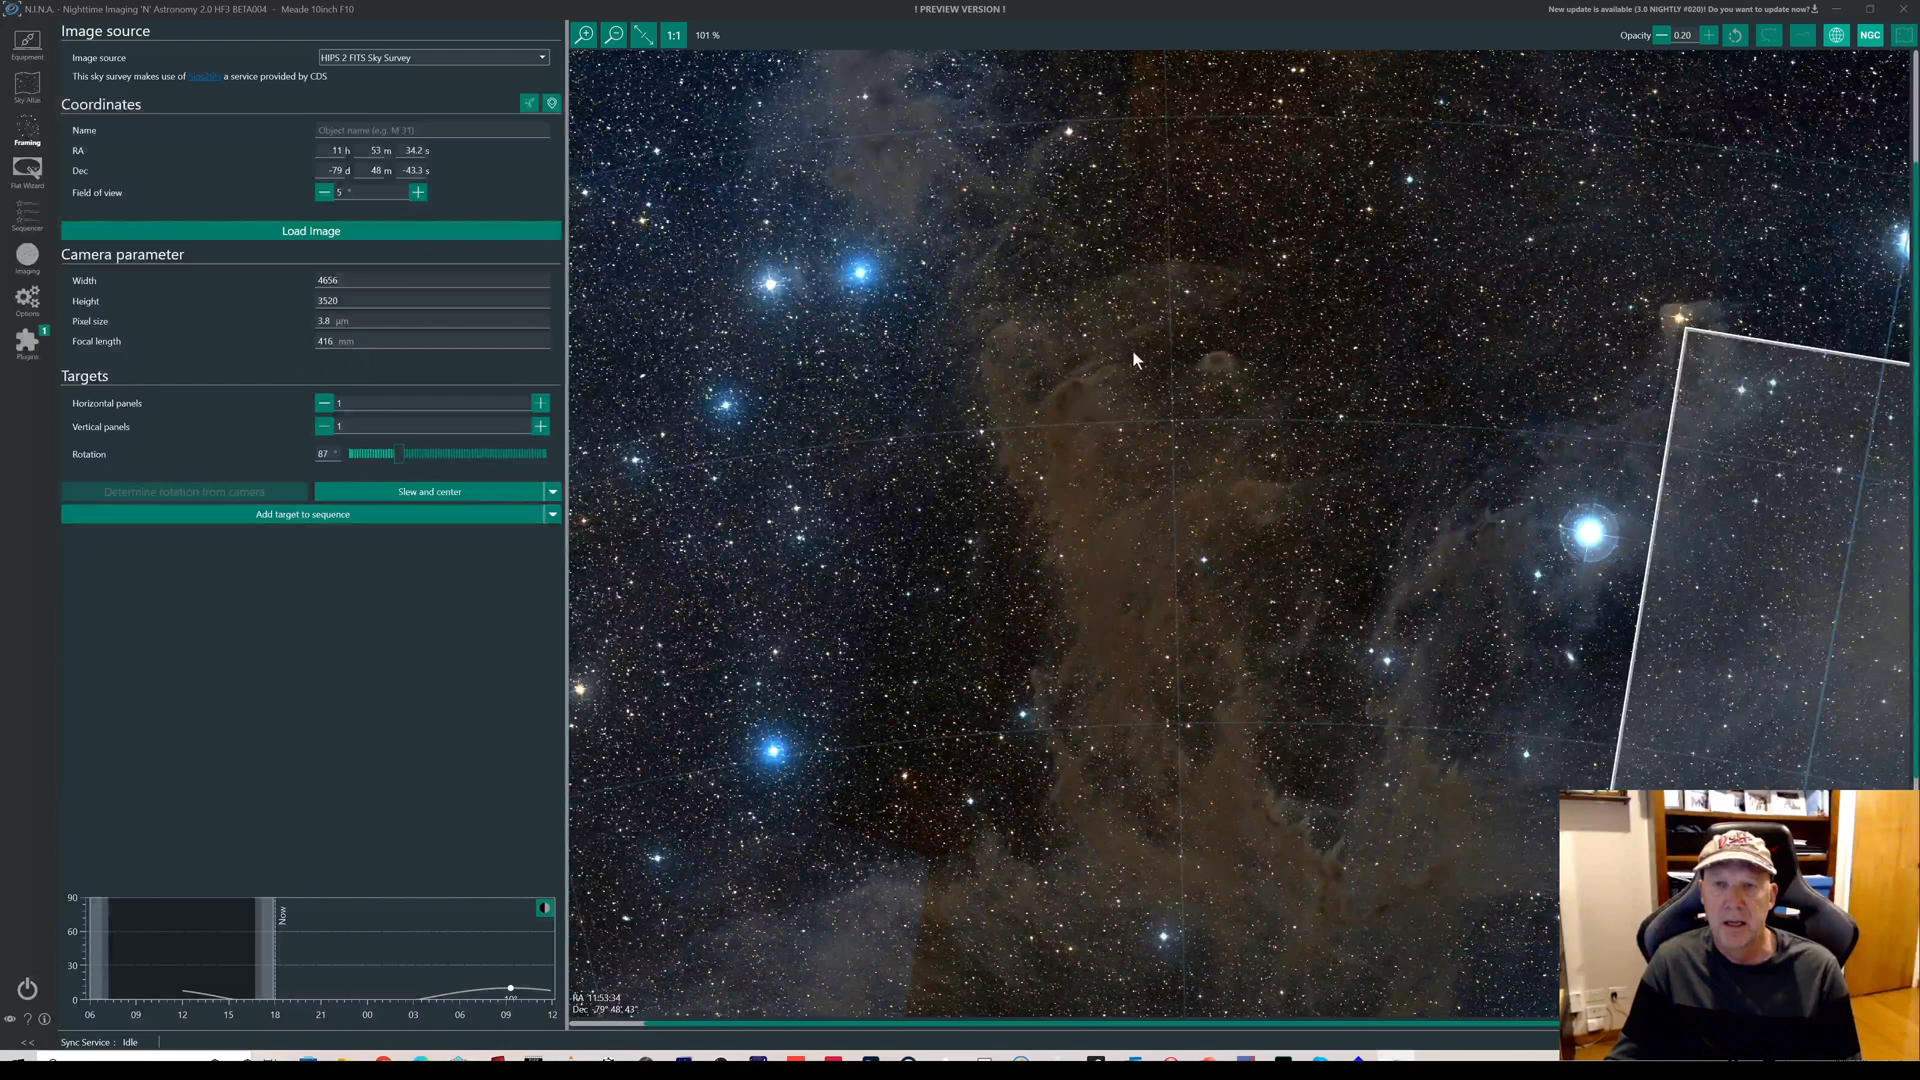 N.I.N.A. - Nighttime Imaging 'N' Astronomy 2.0 HF3 BETA004 - Meade 10inch F10
! PREVIEW VERSION !
New update is available (3.0 NIGHTLY #020)! Do you want to update now?
Equipment
Sky Atlas
Framing
Flat Wizard
Sequencer
Imaging
Options
1
Plugins
Image source
Image source
HIPS 2 FITS Sky Survey
This sky survey makes use of hips2fits a service provided by CDS
Coordinates
Name
Object name (e.g. M 31)
RA
11 h 53 m 34.2 s
Dec
-79 d 48 m -43.3 s
Field of view
5 °
Load Image
Camera parameter
Width
4656
Height
3520
Pixel size
3.8 µm
Focal length
416 mm
Targets
Horizontal panels
1
Vertical panels
1
Rotation
87 °
Determine rotation from camera
Slew and center
Add target to sequence
1:1
101 %
Opacity
0.20
NGC
90
60
30
0
Now
10°
06 09 12 15 18 21 00 03 06 09 12
RA 11:53:34
Dec -79° 48' 43"
<<
Sync Service : Idle